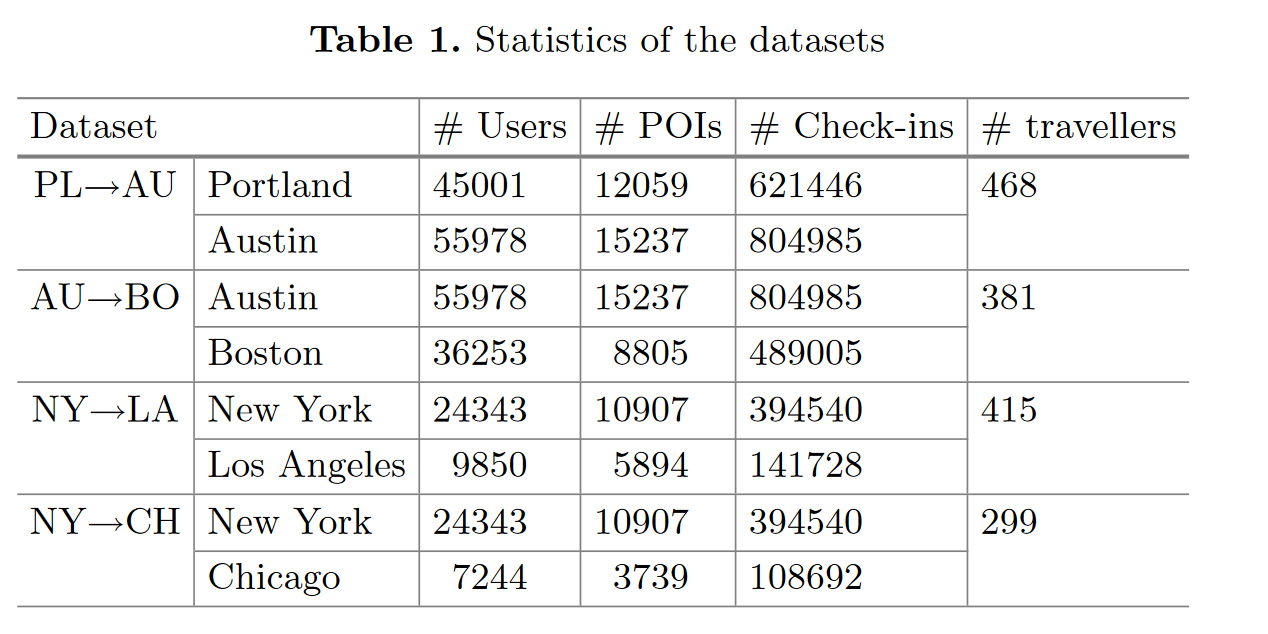 Table 1. Statistics of the datasets
Dataset # Users # POIs # Check-ins # travellers
PL→AU Portland 45001 12059 621446 468
Austin 55978 15237 804985
AU→BO Austin 55978 15237 804985 381
Boston 36253 8805 489005
NY→LA New York 24343 10907 394540 415
Los Angeles 9850 5894 141728
NY→CH New York 24343 10907 394540 299
Chicago 7244 3739 108692